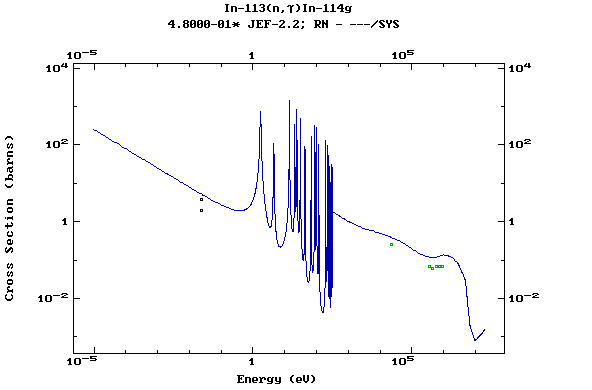 In-113(n,γ)In-114g
4.8000-01* JEF-2.2; RN - ---/SYS
10-5 1 105
104 104
102 102
1 1
10-2 10-2
10-5 1 105
Cross Section (barns)
Energy (eV)